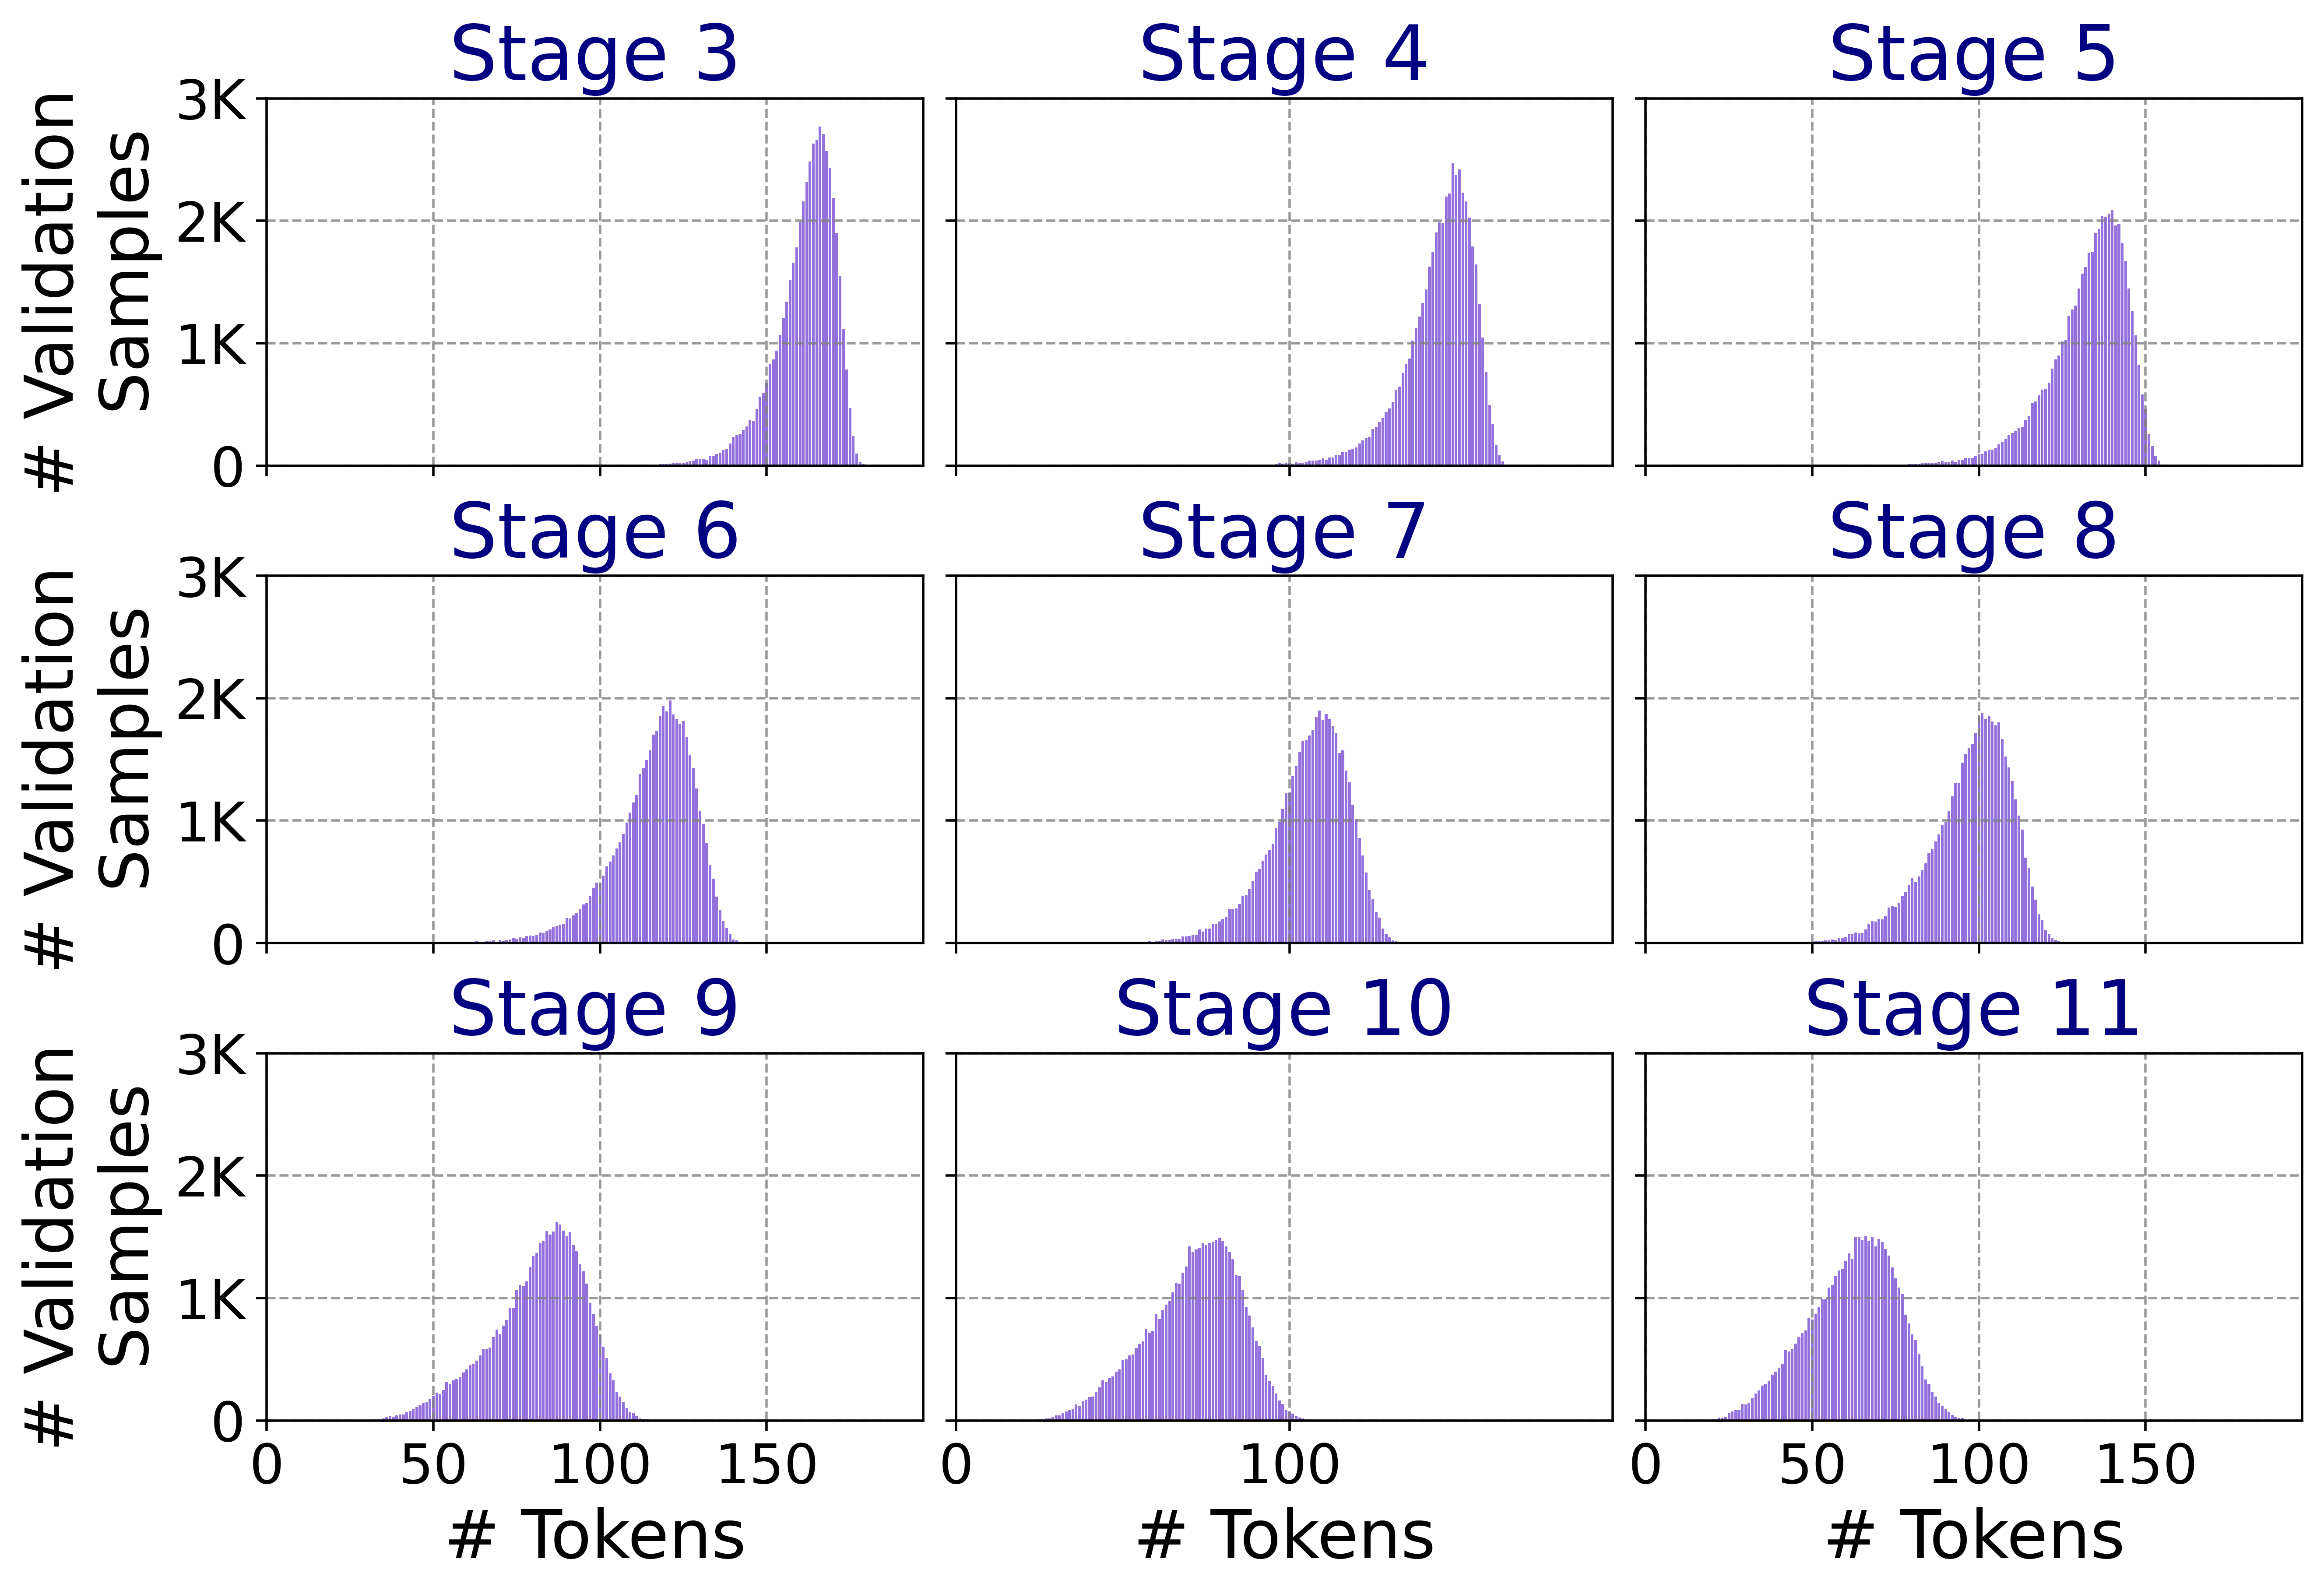 Stage 3
Stage 4
Stage 5
# Validation
Samples
3K
2K
1K
0
Stage 6
Stage 7
Stage 8
# Validation
Samples
3K
2K
1K
0
Stage 9
Stage 10
Stage 11
# Validation
Samples
3K
2K
1K
0
0 50 100 150
0 100
0 50 100 150
# Tokens
# Tokens
# Tokens